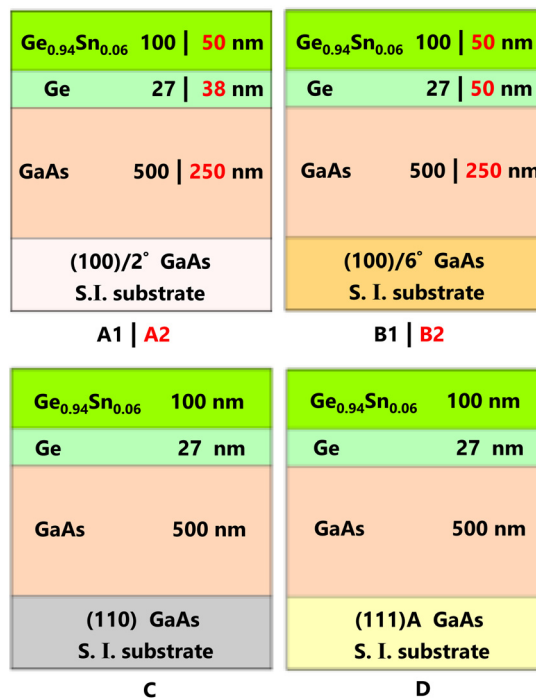 Ge0.94Sn0.06 100 | 50 nm
Ge 27 | 38 nm
GaAs 500 | 250 nm
(100)/2° GaAs
S.I. substrate
A1 | A2
Ge0.94Sn0.06 100 | 50 nm
Ge 27 | 50 nm
GaAs 500 | 250 nm
(100)/6° GaAs
S. I. substrate
B1 | B2
Ge0.94Sn0.06 100 nm
Ge 27 nm
GaAs 500 nm
(110) GaAs
S. I. substrate
C
Ge0.94Sn0.06 100 nm
Ge 27 nm
GaAs 500 nm
(111)A GaAs
S. I. substrate
D